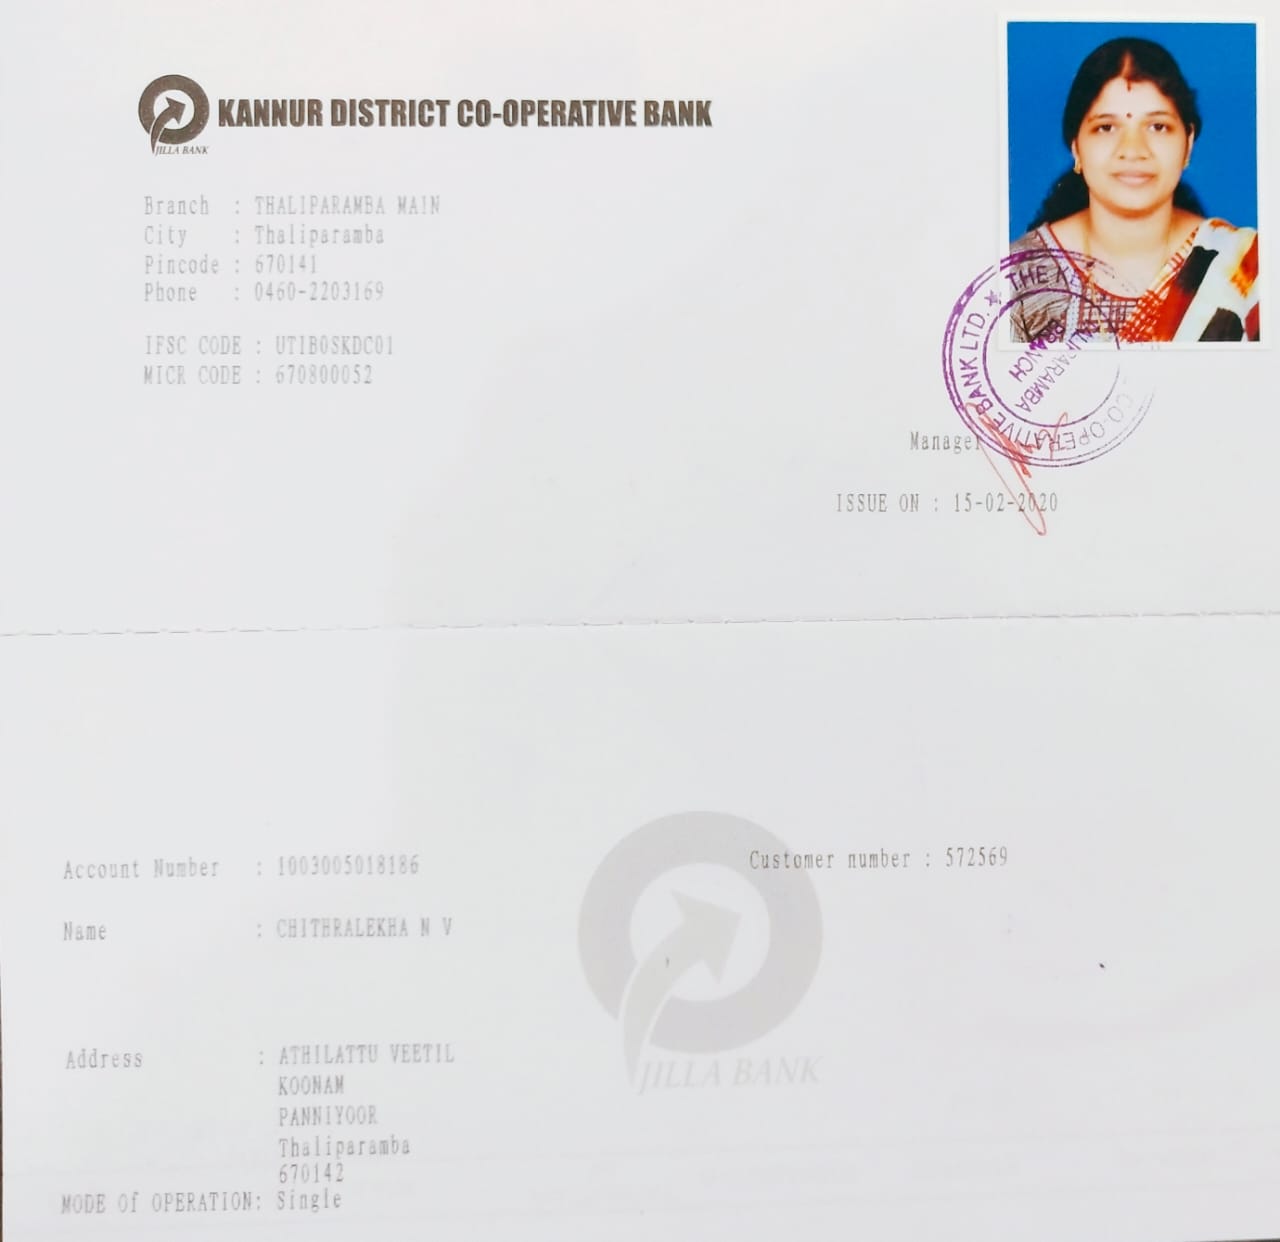 KANNUR DISTRICT CO-OPERATIVE BANK
JILLA BANK
Branch : THALIPARAMBA MAIN
City : Thaliparamba
Pincode : 670141
Phone : 0460-2203169
IFSC CODE : UTIB0SKDC01
MICR CODE : 670800052
★ THE
CO-OPERATIVE BANK LTD.
BRANCH
Manager
ISSUE ON : 15-02-2020
Account Number : 1003005018186
Customer number : 572569
Name : CHITHRALEKHA N V
Address : ATHILATTU VEETIL
KOONAM
PANNIYOOR
Thaliparamba
670142
MODE Of OPERATION: Single
JILLA BANK